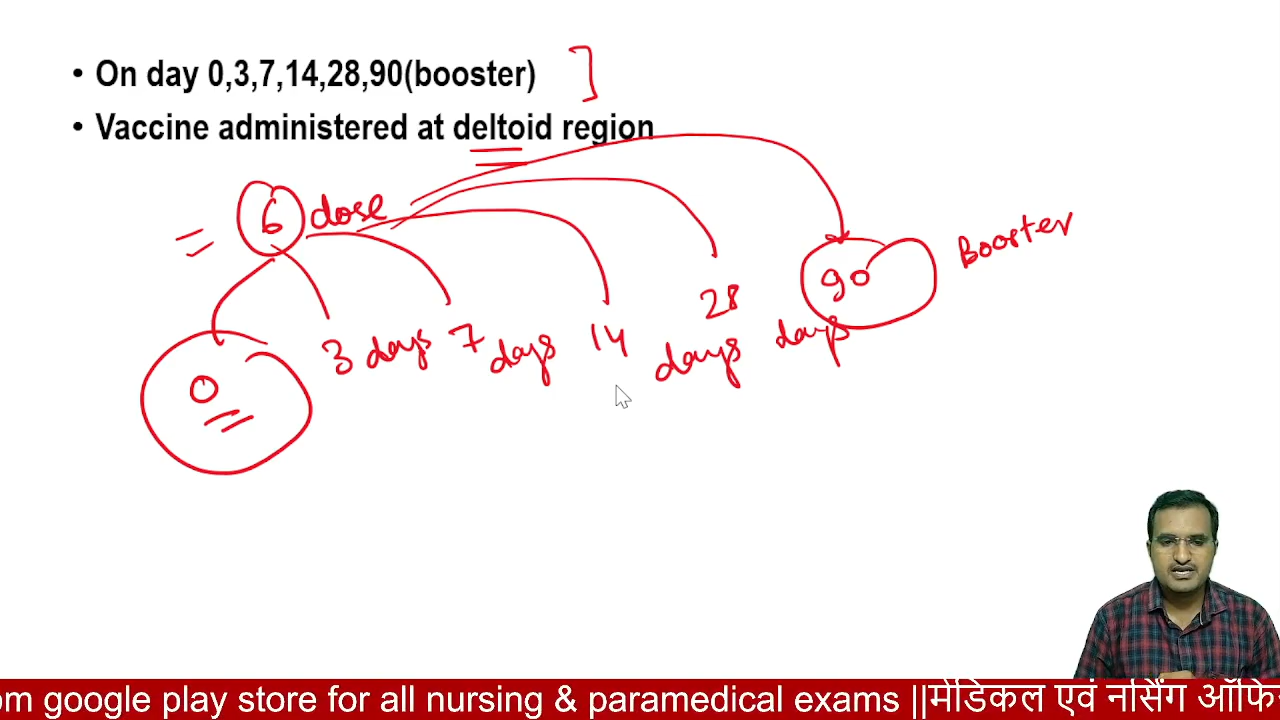 • On day 0,3,7,14,28,90(booster)
• Vaccine administered at deltoid region
6 dose
Booster
90
28
3 days 7 days 14 days days
0
om google play store for all nursing & paramedical exams ||मेडिकल एवं नर्सिंग ऑफि